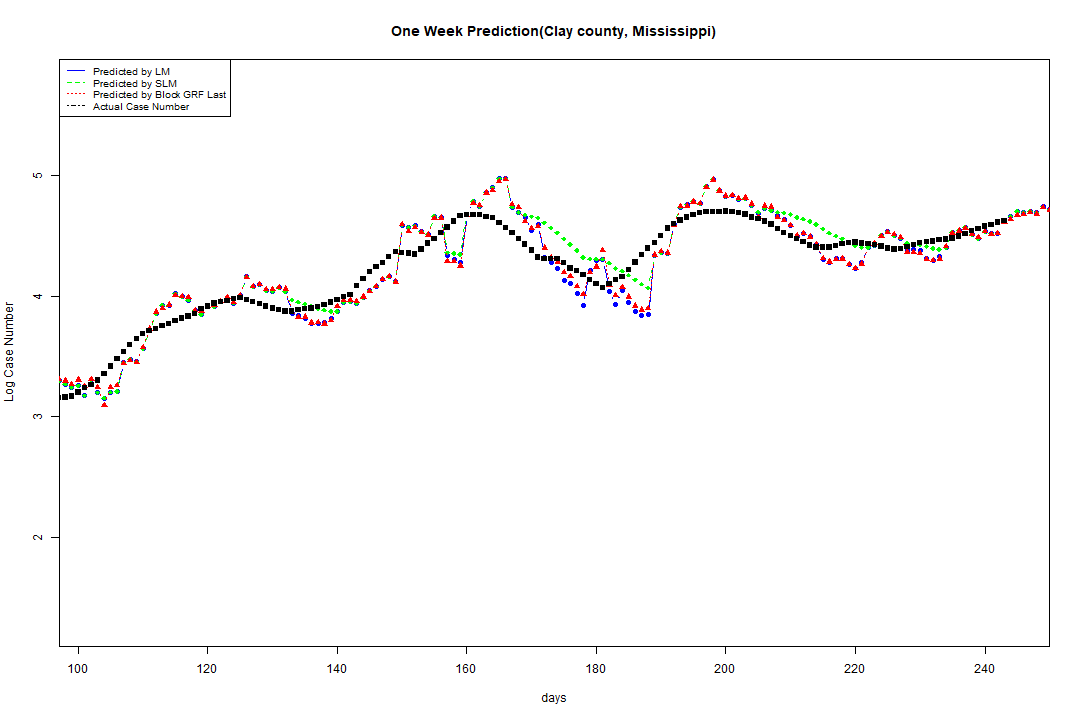 One Week Prediction(Clay county, Mississippi)
Predicted by LM
Predicted by SLM
Predicted by Block GRF Last
Actual Case Number
5
4
3
2
Log Case Number
100 120 140 160 180 200 220 240
days